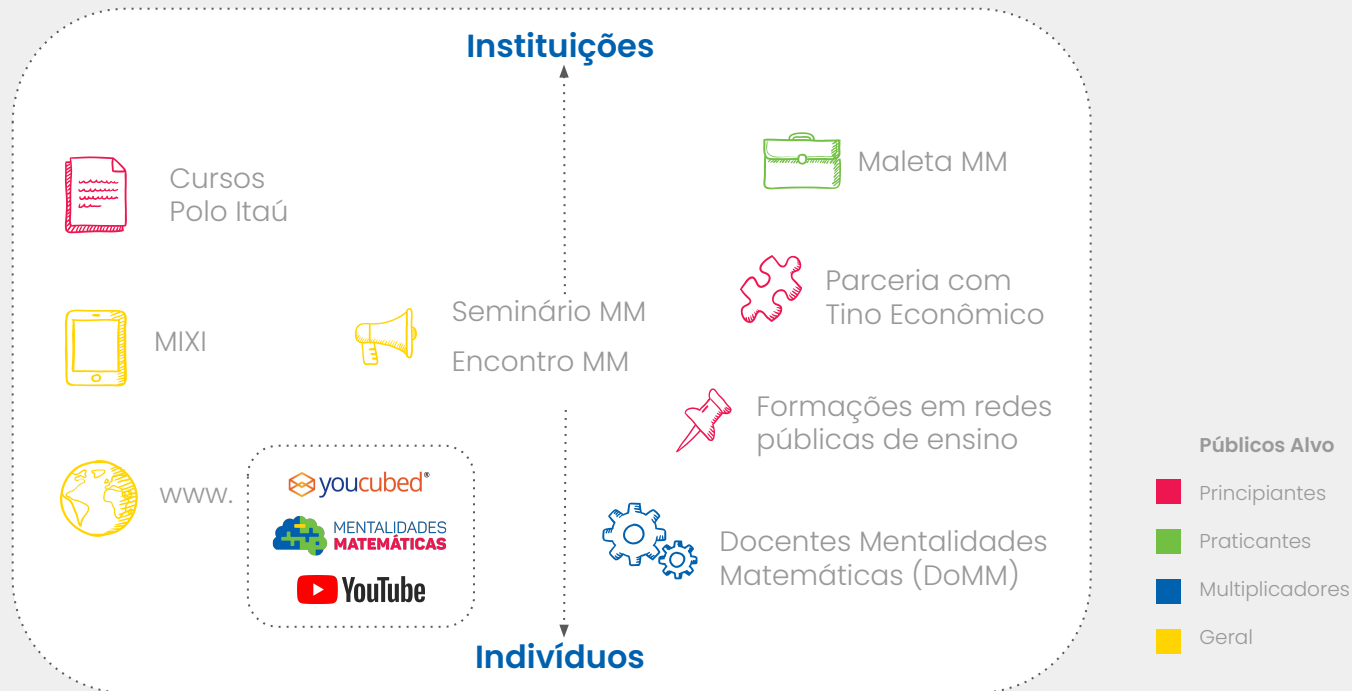 Instituições
Cursos
Polo Itaú
MIXI
www.
youcubed®
MENTALIDADES
MATEMÁTICAS
YouTube
Seminário MM
Encontro MM
Maleta MM
Parceria com
Tino Econômico
Formações em redes
públicas de ensino
Docentes Mentalidades
Matemáticas (DoMM)
Indivíduos
Públicos Alvo
Principiantes
Praticantes
Multiplicadores
Geral